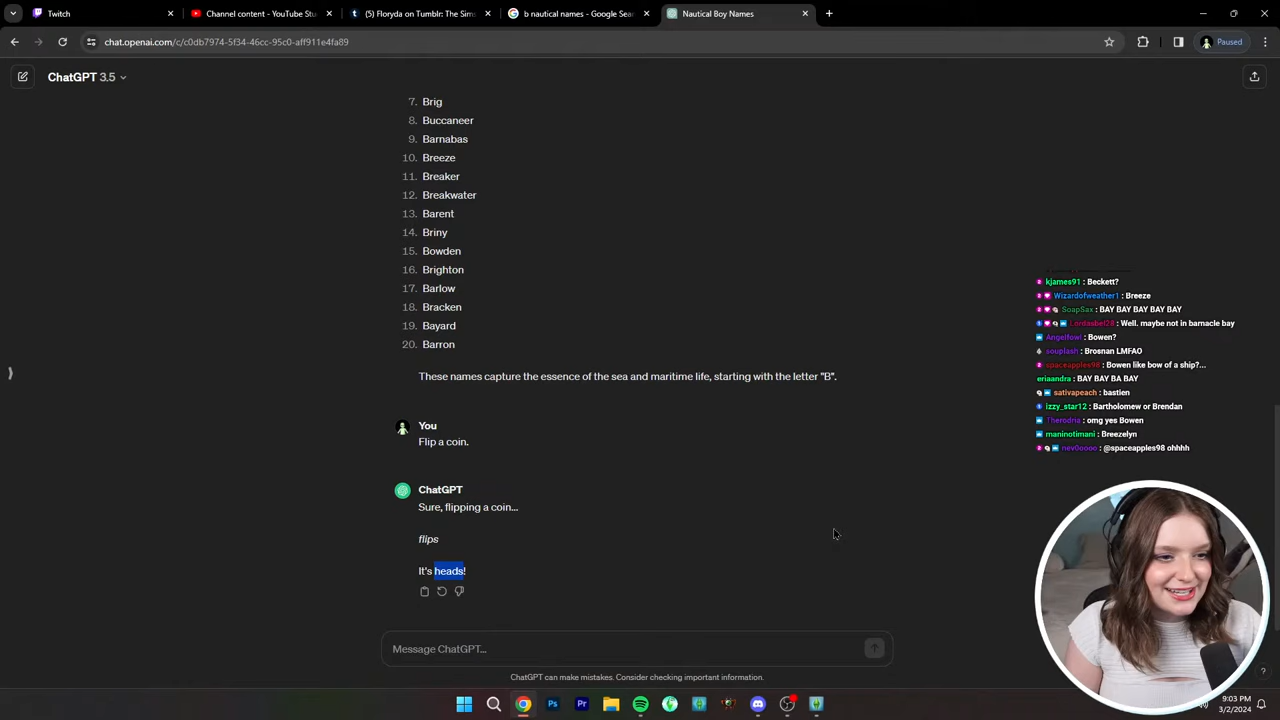 Twitch
Channel content - YouTube Stu
(5) Floryda on Tumblr: The Sims
b nautical names - Google Sear
Nautical Boy Names
chat.openai.com/c/c0db7974-5f34-46cc-95c0-aff911e4fa89
Paused
ChatGPT 3.5
7. Brig
8. Buccaneer
9. Barnabas
10. Breeze
11. Breaker
12. Breakwater
13. Barent
14. Briny
15. Bowden
16. Brighton
17. Barlow
18. Bracken
19. Bayard
20. Barron
These names capture the essence of the sea and maritime life, starting with the letter "B".
You
Flip a coin.
ChatGPT
Sure, flipping a coin...
flips
It's heads!
Message ChatGPT...
ChatGPT can make mistakes. Consider checking important information.
kjames91 : Beckett?
Wizardofweather1 : Breeze
SoapSax : BAY BAY BAY BAY BAY
Lordasbel28 : Well. maybe not in barnacle bay
Angelfowl : Bowen?
souplash : Brosnan LMFAO
spaceapples98 : Bowen like bow of a ship?...
eriaandra : BAY BAY BA BAY
sativapeach : bastien
izzy_star12 : Bartholomew or Brendan
Therodria : omg yes Bowen
maninotimani : Breezelyn
nev0oooo : @spaceapples98 ohhhh
9:03 PM
3/2/2024